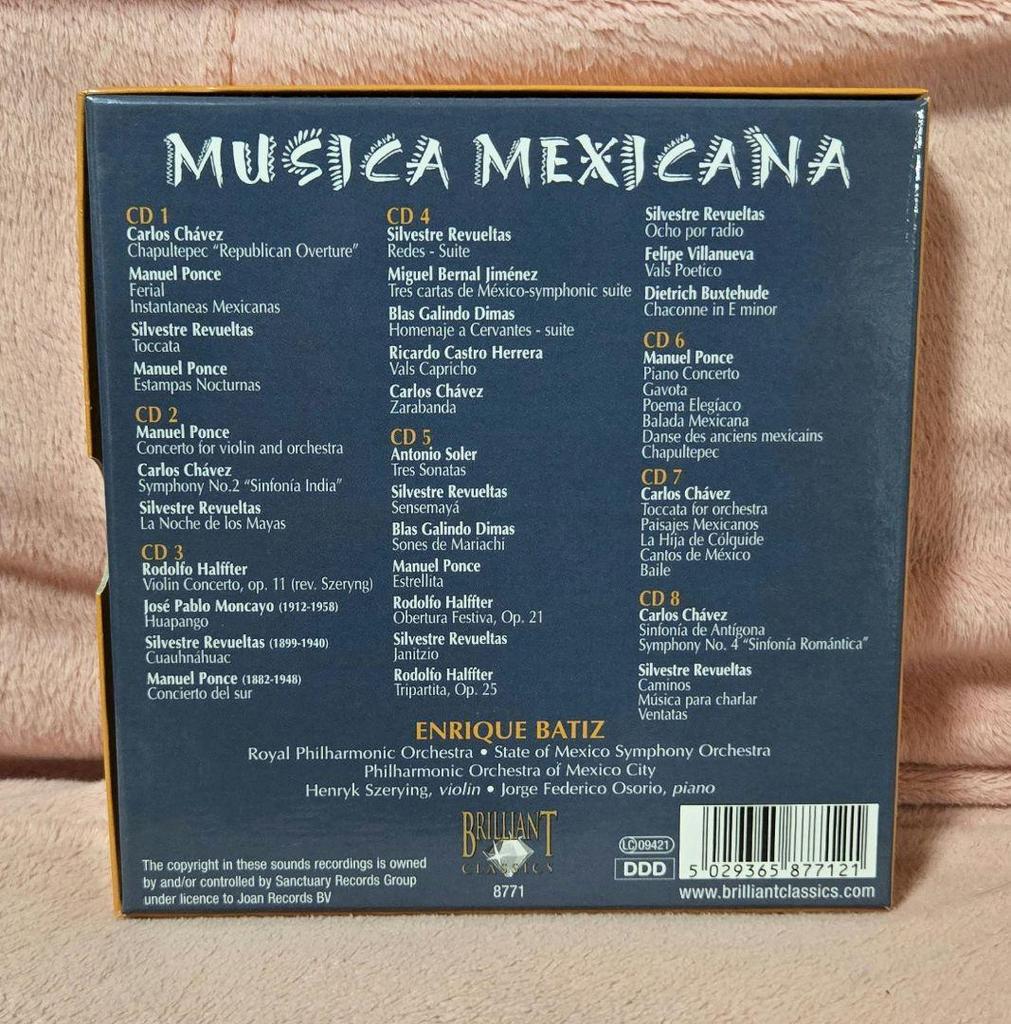 MUSICA MEXICANA
CD 1
Carlos Chávez
Chapultepec “Republican Overture”
Manuel Ponce
Ferial
Instantaneas Mexicanas
Silvestre Revueltas
Toccata
Manuel Ponce
Estampas Nocturnas
CD 2
Manuel Ponce
Concerto for violin and orchestra
Carlos Chávez
Symphony No.2 “Sinfonía India”
Silvestre Revueltas
La Noche de los Mayas
CD 3
Rodolfo Halffter
Violin Concerto, op. 11 (rev. Szeryng)
José Pablo Moncayo (1912-1958)
Huapango
Silvestre Revueltas (1899-1940)
Cuauhnáhuac
Manuel Ponce (1882-1948)
Concierto del sur
CD 4
Silvestre Revueltas
Redes - Suite
Miguel Bernal Jiménez
Tres cartas de México-symphonic suite
Blas Galindo Dimas
Homenaje a Cervantes - suite
Ricardo Castro Herrera
Vals Capricho
Carlos Chávez
Zarabanda
CD 5
Antonio Soler
Tres Sonatas
Silvestre Revueltas
Sensemayá
Blas Galindo Dimas
Sones de Mariachi
Manuel Ponce
Estrellita
Rodolfo Halffter
Obertura Festiva, Op. 21
Silvestre Revueltas
Janitzio
Rodolfo Halffter
Tripartita, Op. 25
Silvestre Revueltas
Ocho por radio
Felipe Villanueva
Vals Poetico
Dietrich Buxtehude
Chaconne in E minor
CD 6
Manuel Ponce
Piano Concerto
Gavota
Poema Elegíaco
Balada Mexicana
Danse des anciens mexicains
Chapultepec
CD 7
Carlos Chávez
Toccata for orchestra
Paisajes Mexicanos
La Híja de Cólquide
Cantos de México
Baile
CD 8
Carlos Chávez
Sinfonía de Antígona
Symphony No. 4 “Sinfonía Romántica”
Silvestre Revueltas
Caminos
Música para charlar
Ventatas
ENRIQUE BATIZ
Royal Philharmonic Orchestra • State of Mexico Symphony Orchestra
Philharmonic Orchestra of Mexico City
Henryk Szerying, violin • Jorge Federico Osorio, piano
The copyright in these sounds recordings is owned
by and/or controlled by Sanctuary Records Group
under licence to Joan Records BV
BRILLIANT
CLASSICS
8771
LC 09421
DDD
5 029365 877121
www.brilliantclassics.com